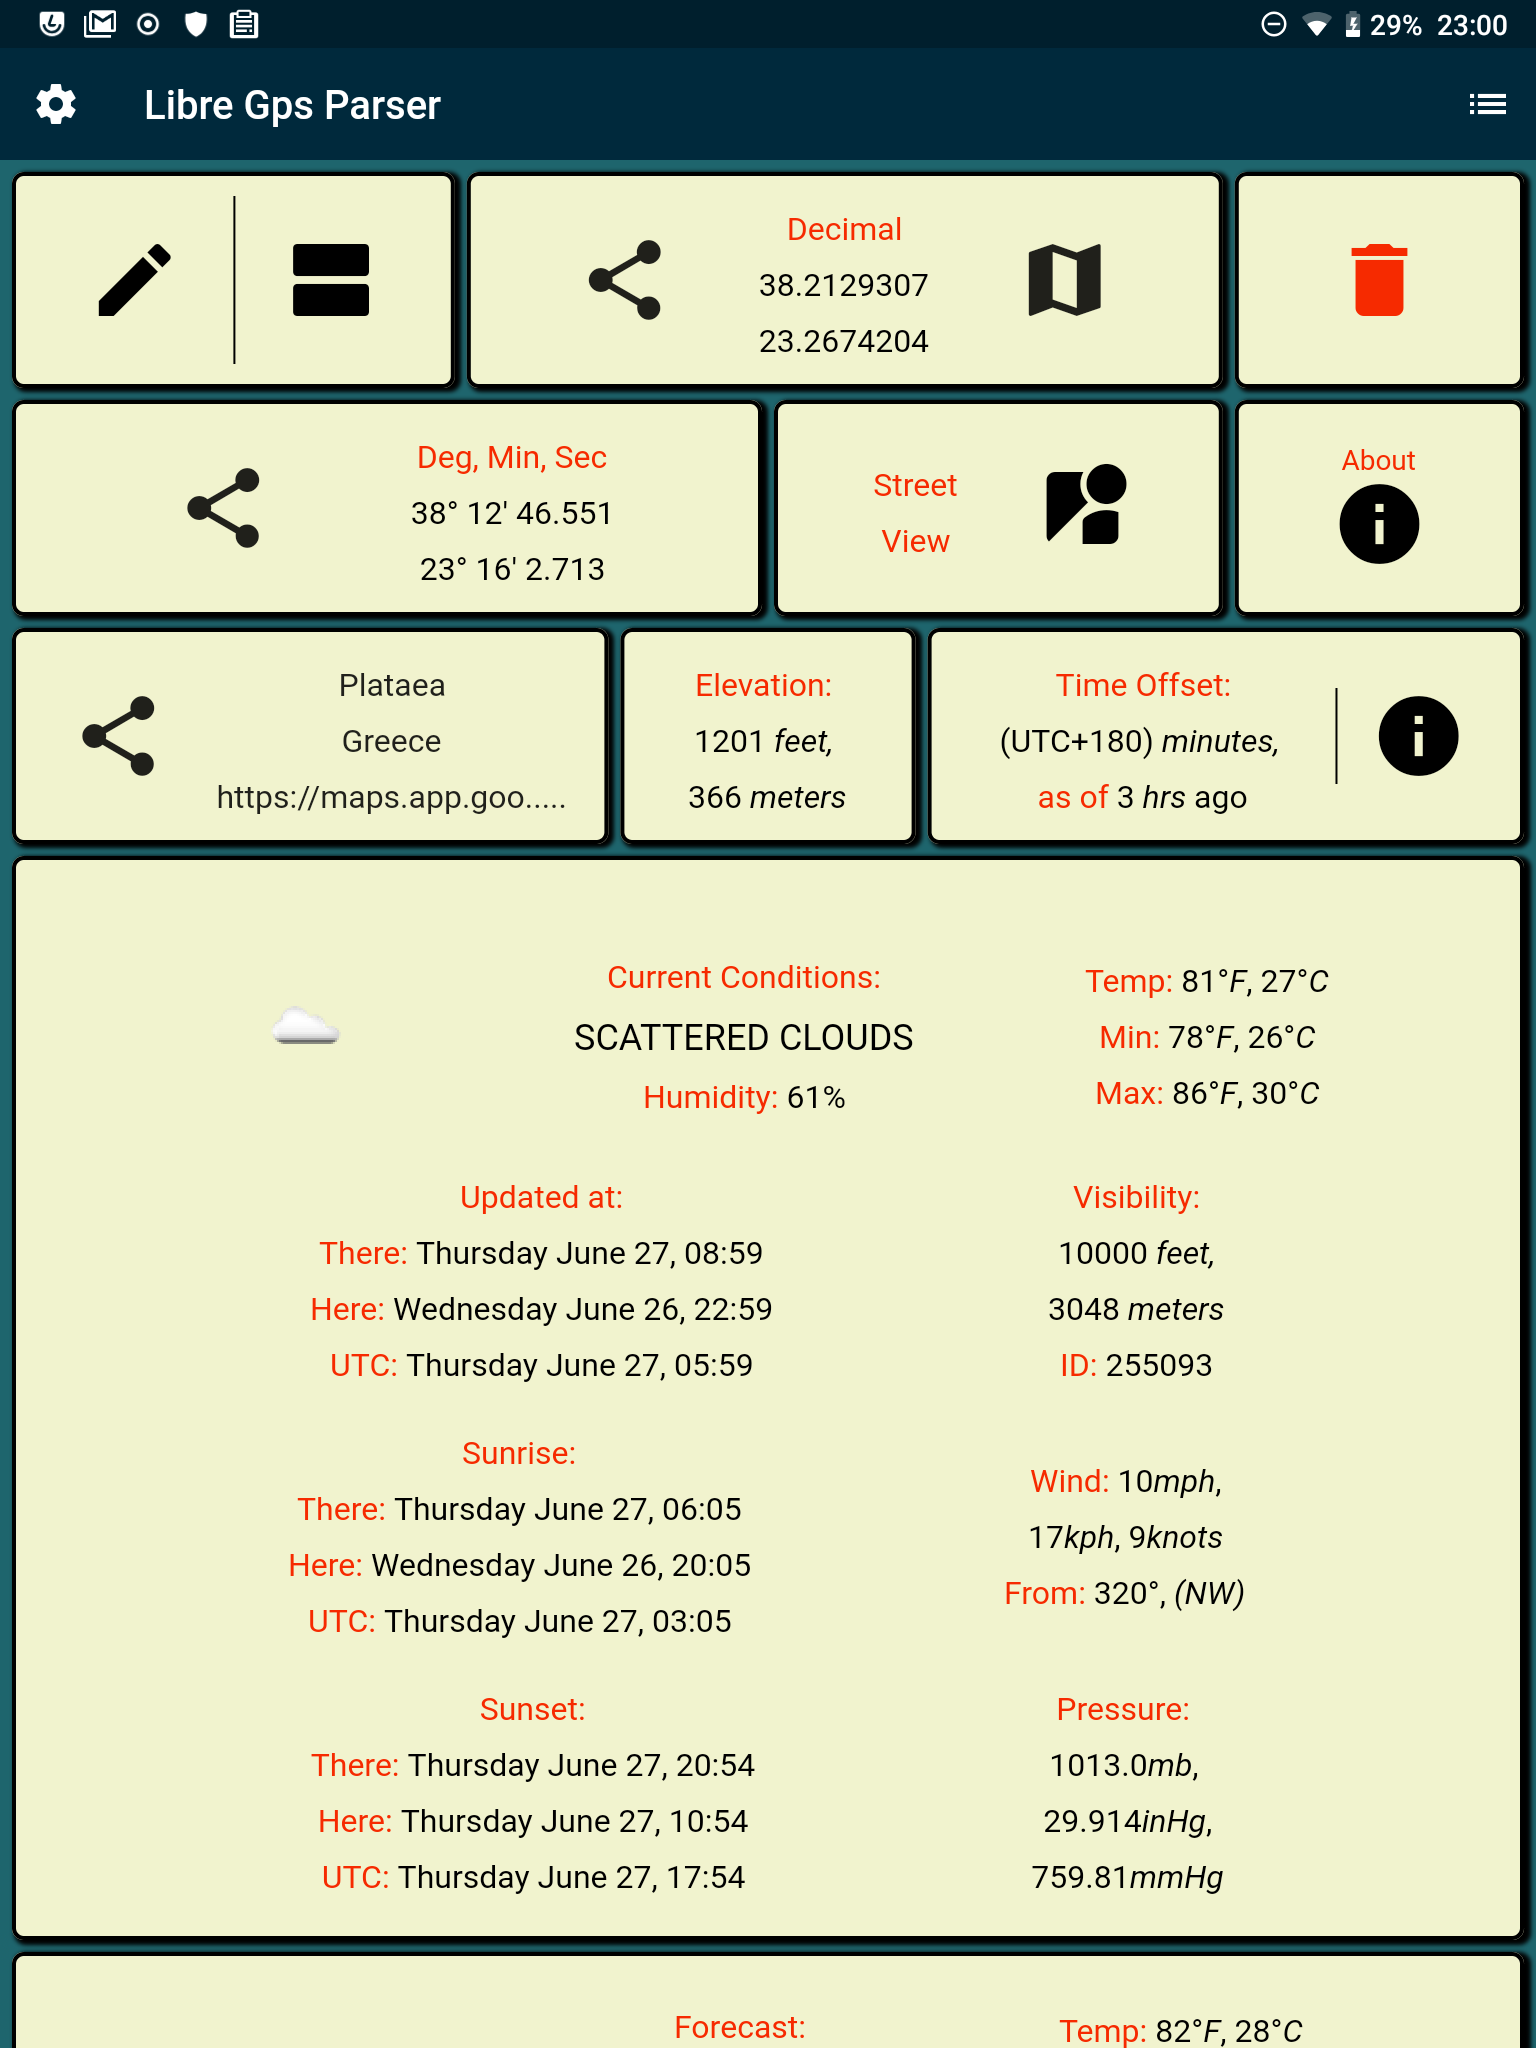 29% 23:00
Libre Gps Parser
Decimal
38.2129307
23.2674204
Deg, Min, Sec
38° 12' 46.551
23° 16' 2.713
Street
View
About
Plataea
Greece
https://maps.app.goo.....
Elevation:
1201 feet,
366 meters
Time Offset:
(UTC+180) minutes,
as of 3 hrs ago
Current Conditions:
SCATTERED CLOUDS
Humidity: 61%
Temp: 81°F, 27°C
Min: 78°F, 26°C
Max: 86°F, 30°C
Updated at:
There: Thursday June 27, 08:59
Here: Wednesday June 26, 22:59
UTC: Thursday June 27, 05:59
Visibility:
10000 feet,
3048 meters
ID: 255093
Sunrise:
There: Thursday June 27, 06:05
Here: Wednesday June 26, 20:05
UTC: Thursday June 27, 03:05
Wind: 10mph,
17kph, 9knots
From: 320°, (NW)
Sunset:
There: Thursday June 27, 20:54
Here: Thursday June 27, 10:54
UTC: Thursday June 27, 17:54
Pressure:
1013.0mb,
29.914inHg,
759.81mmHg
Forecast:
Temp: 82°F, 28°C